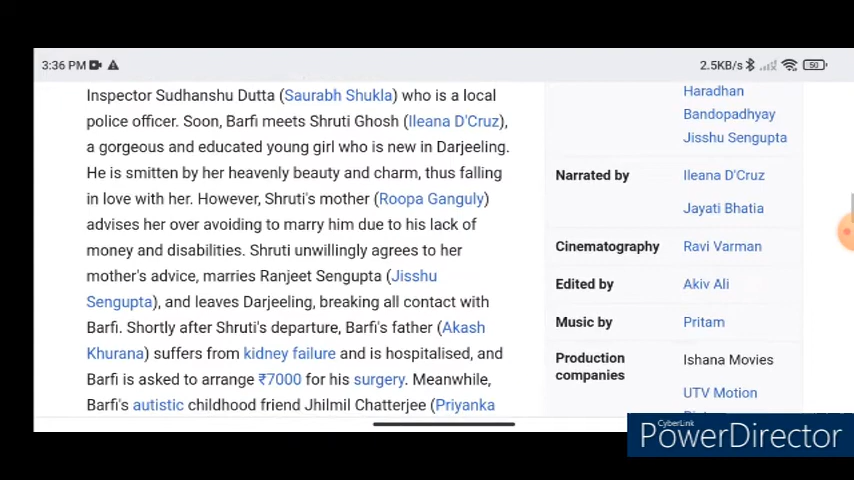 3:36 PM
2.5KB/s
50
Inspector Sudhanshu Dutta (Saurabh Shukla) who is a local
police officer. Soon, Barfi meets Shruti Ghosh (Ileana D'Cruz),
a gorgeous and educated young girl who is new in Darjeeling.
He is smitten by her heavenly beauty and charm, thus falling
in love with her. However, Shruti's mother (Roopa Ganguly)
advises her over avoiding to marry him due to his lack of
money and disabilities. Shruti unwillingly agrees to her
mother's advice, marries Ranjeet Sengupta (Jisshu
Sengupta), and leaves Darjeeling, breaking all contact with
Barfi. Shortly after Shruti's departure, Barfi's father (Akash
Khurana) suffers from kidney failure and is hospitalised, and
Barfi is asked to arrange ₹7000 for his surgery. Meanwhile,
Barfi's autistic childhood friend Jhilmil Chatterjee (Priyanka
Haradhan
Bandopadhyay
Jisshu Sengupta
Narrated by Ileana D'Cruz
Jayati Bhatia
Cinematography Ravi Varman
Edited by Akiv Ali
Music by Pritam
Production Ishana Movies
companies
UTV Motion
CyberLink
PowerDirector